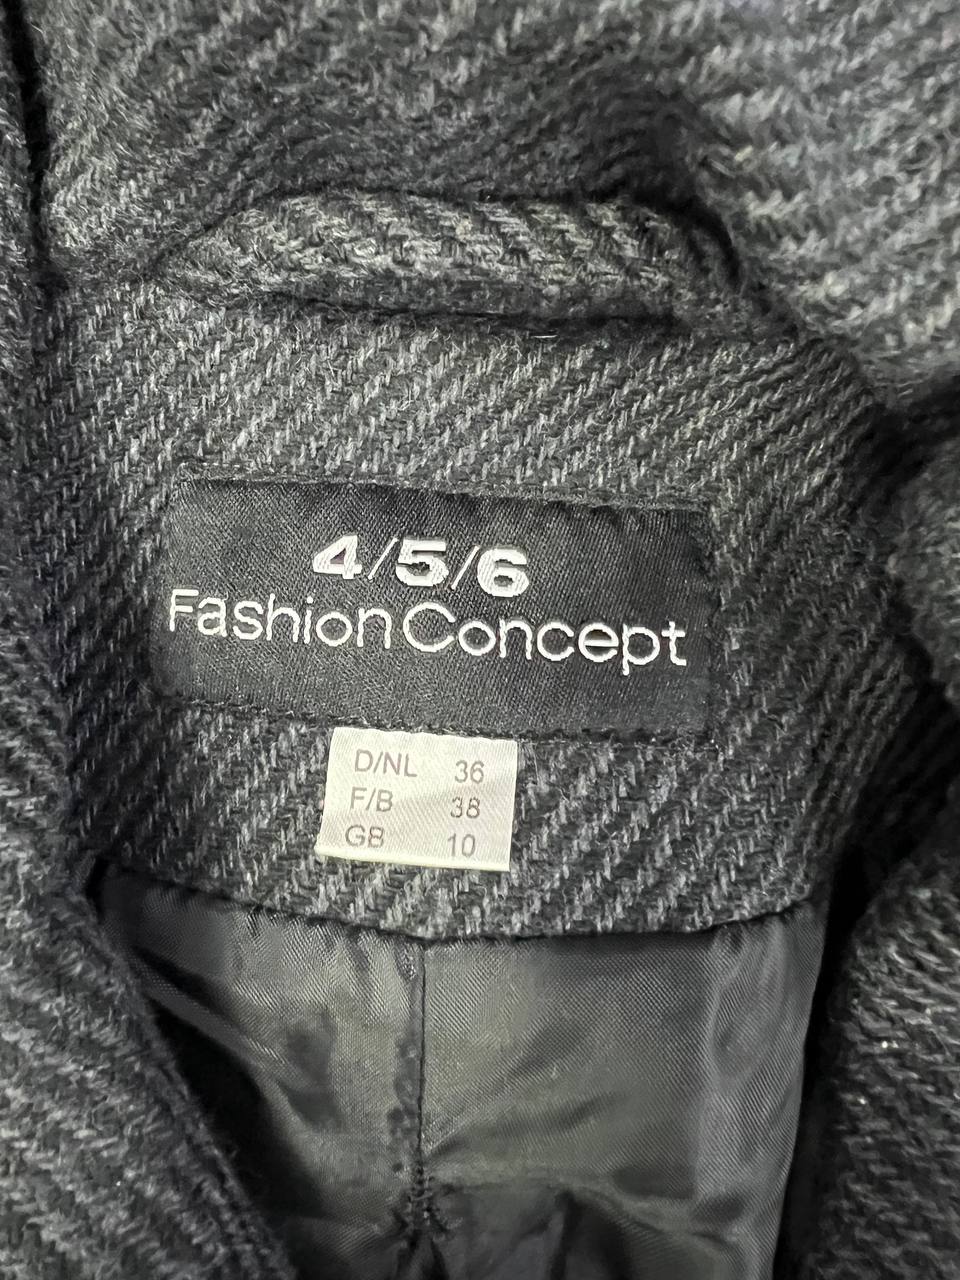 4/5/6
Fashion Concept
D/NL 36
F/B 38
GB 10